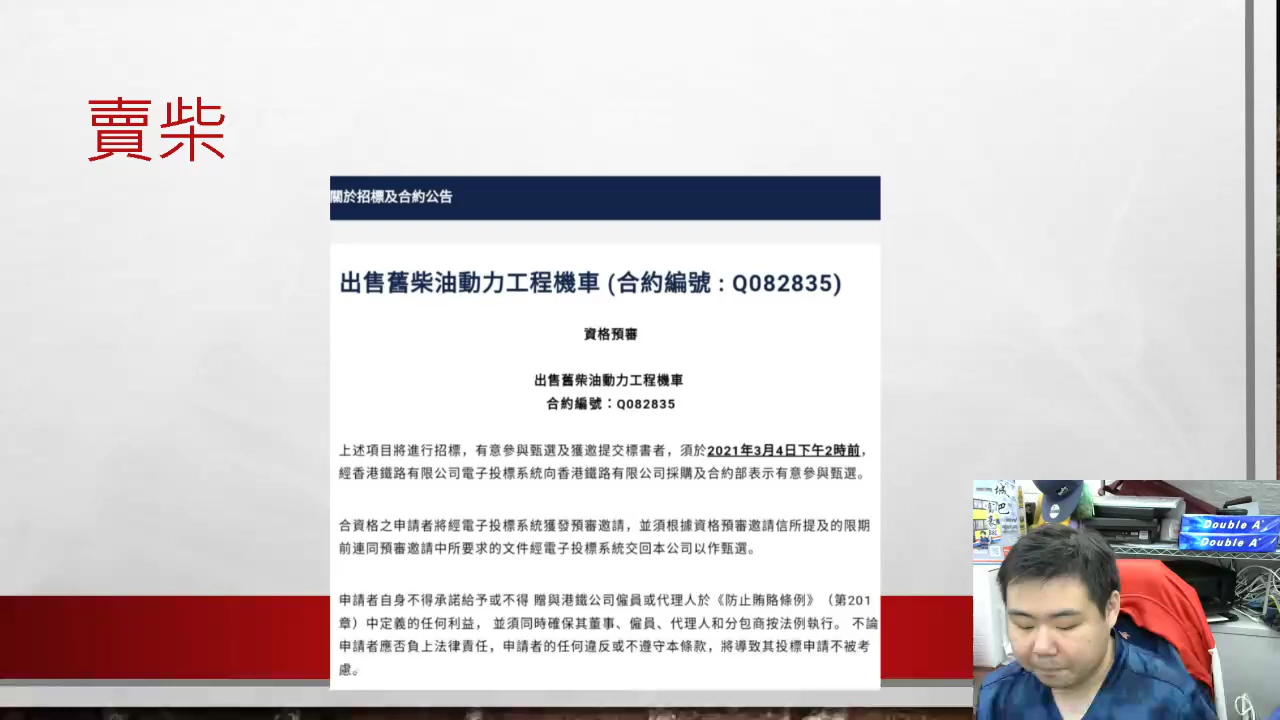 賣柴
關於招標及合約公告
出售舊柴油動力工程機車 (合約編號 : Q082835)
資格預審
出售舊柴油動力工程機車
合約編號：Q082835
上述項目將進行招標，有意參與甄選及獲邀提交標書者，須於2021年3月4日下午2時前，
經香港鐵路有限公司電子投標系統向香港鐵路有限公司採購及合約部表示有意參與甄選。
合資格之申請者將經電子投標系統獲發預審邀請，並須根據資格預審邀請信所提及的限期
前連同預審邀請中所要求的文件經電子投標系統交回本公司以作甄選。
申請者自身不得承諾給予或不得 贈與港鐵公司僱員或代理人於《防止賄賂條例》（第201
章）中定義的任何利益， 並須同時確保其董事、僱員、代理人和分包商按法例執行。 不論
申請者應否負上法律責任，申請者的任何違反或不遵守本條款，將導致其投標申請不被考
慮。
城巴
Double A
Double A